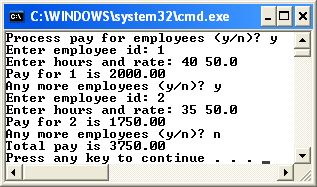 C:\WINDOWS\system32\cmd.exe
Process pay for employees (y/n)? y
Enter employee id: 1
Enter hours and rate: 40 50.0
Pay for 1 is 2000.00
Any more employees (y/n)? y
Enter employee id: 2
Enter hours and rate: 35 50.0
Pay for 2 is 1750.00
Any more employees (y/n)? n
Total pay is 3750.00
Press any key to continue . . . _